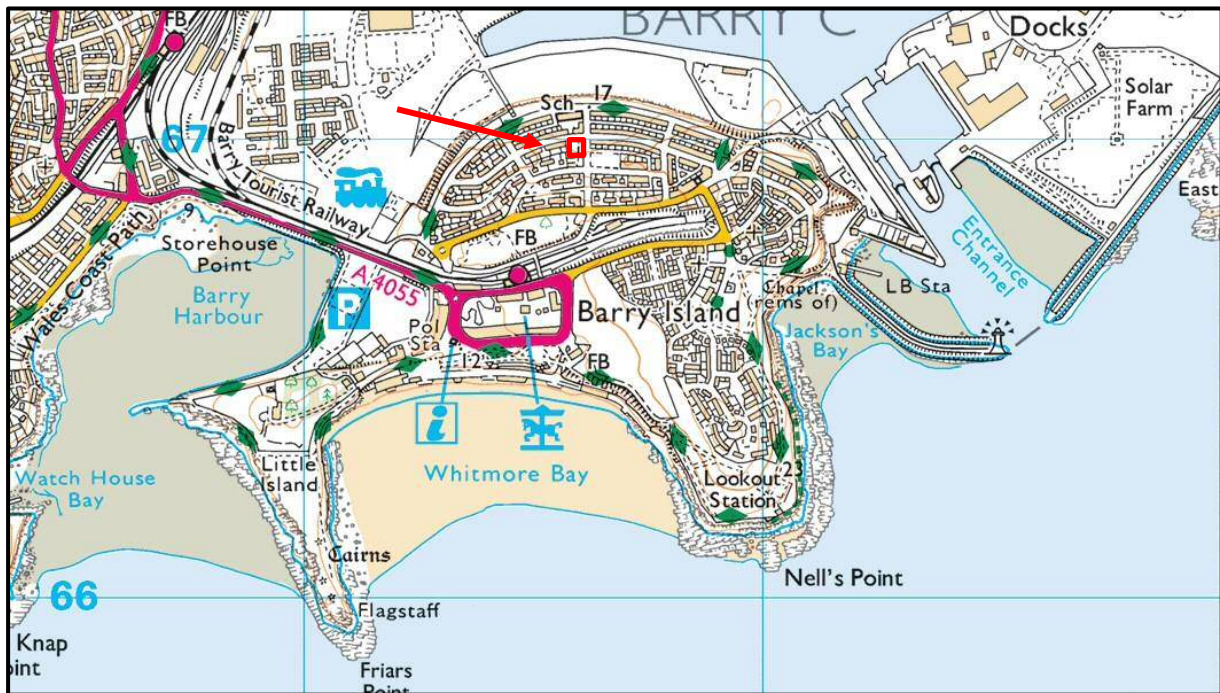 BARRY C
Docks
FB
Solar
Farm
17
Sch
67
Barry Tourist Railway
East
9
Wales Coast Path
Storehouse
Point
Entrance
Channel
FB
Barry
Harbour
A 4055
P
Chapel
(rems of)
LB Sta
Barry Island
Jackson's
Bay
Pol
Sta
12
FB
i
Whitmore Bay
Little
Island
Watch House
Bay
Lookout
Station
23
Cairns
Nell's Point
66
Flagstaff
Knap
Friars
Point